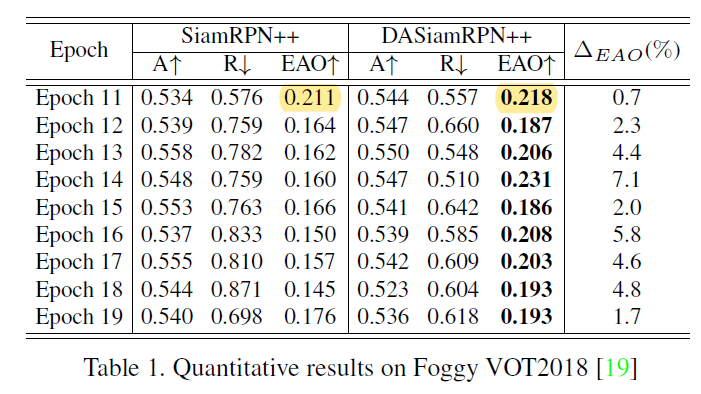 Epoch SiamRPN++ DASiamRPN++ Δ_EAO(%)
A↑ R↓ EAO↑ A↑ R↓ EAO↑
Epoch 11 0.534 0.576 0.211 0.544 0.557 0.218 0.7
Epoch 12 0.539 0.759 0.164 0.547 0.660 0.187 2.3
Epoch 13 0.558 0.782 0.162 0.550 0.548 0.206 4.4
Epoch 14 0.548 0.759 0.160 0.547 0.510 0.231 7.1
Epoch 15 0.553 0.763 0.166 0.541 0.642 0.186 2.0
Epoch 16 0.537 0.833 0.150 0.539 0.585 0.208 5.8
Epoch 17 0.555 0.810 0.157 0.542 0.609 0.203 4.6
Epoch 18 0.544 0.871 0.145 0.523 0.604 0.193 4.8
Epoch 19 0.540 0.698 0.176 0.536 0.618 0.193 1.7
Table 1. Quantitative results on Foggy VOT2018 [19]